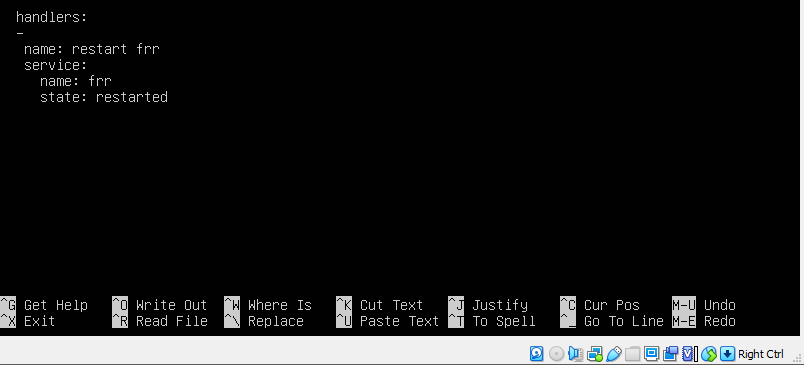 handlers:
-
name: restart frr
service:
name: frr
state: restarted
^G Get Help ^O Write Out ^W Where Is ^K Cut Text ^J Justify ^C Cur Pos M-U Undo
^X Exit ^R Read File ^\ Replace ^U Paste Text ^T To Spell ^_ Go To Line M-E Redo
Right Ctrl